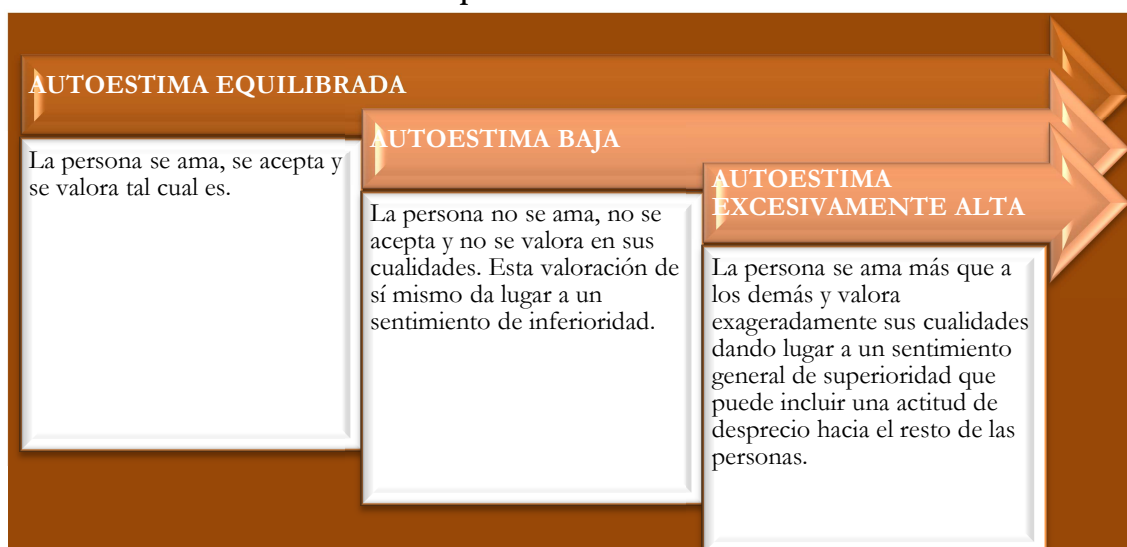 AUTOESTIMA EQUILIBRADA
La persona se ama, se acepta y
se valora tal cual es.
AUTOESTIMA BAJA
La persona no se ama, no se
acepta y no se valora en sus
cualidades. Esta valoración de
sí mismo da lugar a un
sentimiento de inferioridad.
AUTOESTIMA
EXCESIVAMENTE ALTA
La persona se ama más que a
los demás y valora
exageradamente sus cualidades
dando lugar a un sentimiento
general de superioridad que
puede incluir una actitud de
desprecio hacia el resto de las
personas.